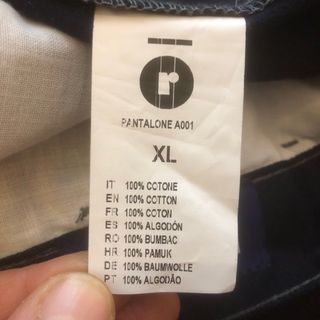 r
PANTALONE A001
XL
IT 100% COTONE
EN 100% COTTON
FR 100% COTON
ES 100% ALGODÓN
RO 100% BUMBAC
HR 100% PAMUK
DE 100% BAUMWOLLE
PT 100% ALGODÃO